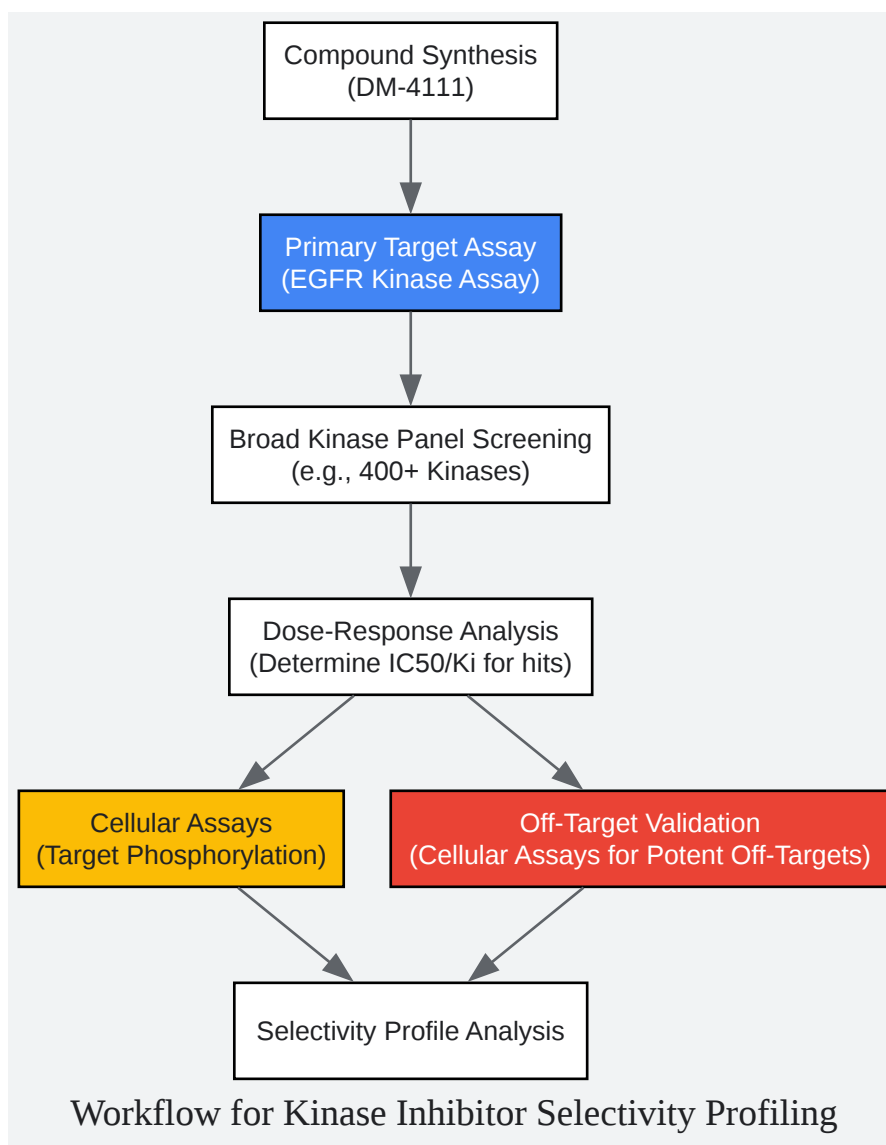 Compound Synthesis
(DM-4111)
Primary Target Assay
(EGFR Kinase Assay)
Broad Kinase Panel Screening
(e.g., 400+ Kinases)
Dose-Response Analysis
(Determine IC50/Ki for hits)
Cellular Assays
(Target Phosphorylation)
Off-Target Validation
(Cellular Assays for Potent Off-Targets)
Selectivity Profile Analysis
Workflow for Kinase Inhibitor Selectivity Profiling